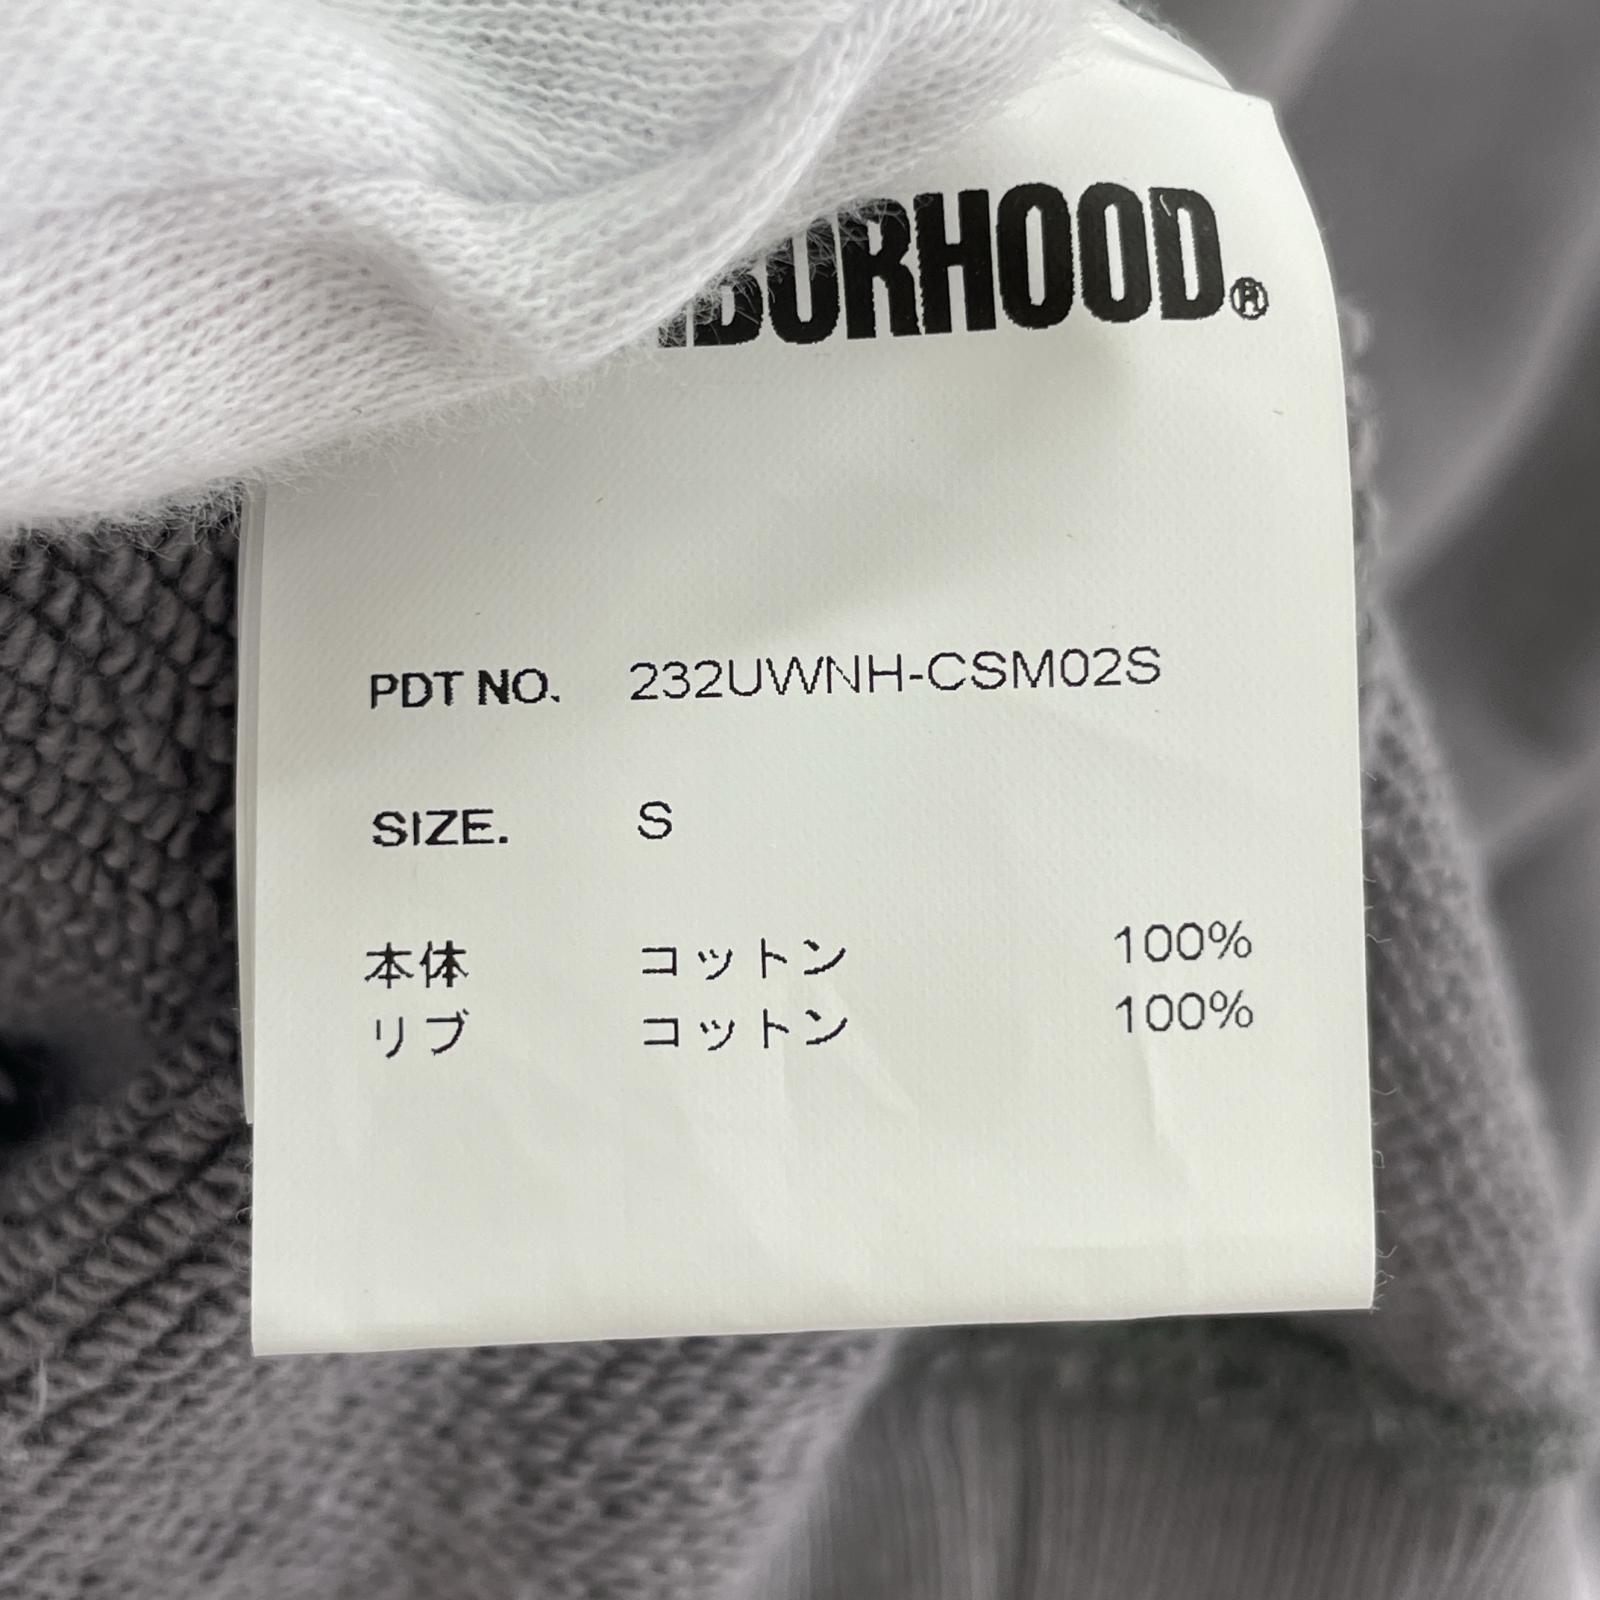 BURHOOD®
PDT NO. 232UWNH-CSM02S
SIZE. S
本体 コットン 100%
リブ コットン 100%